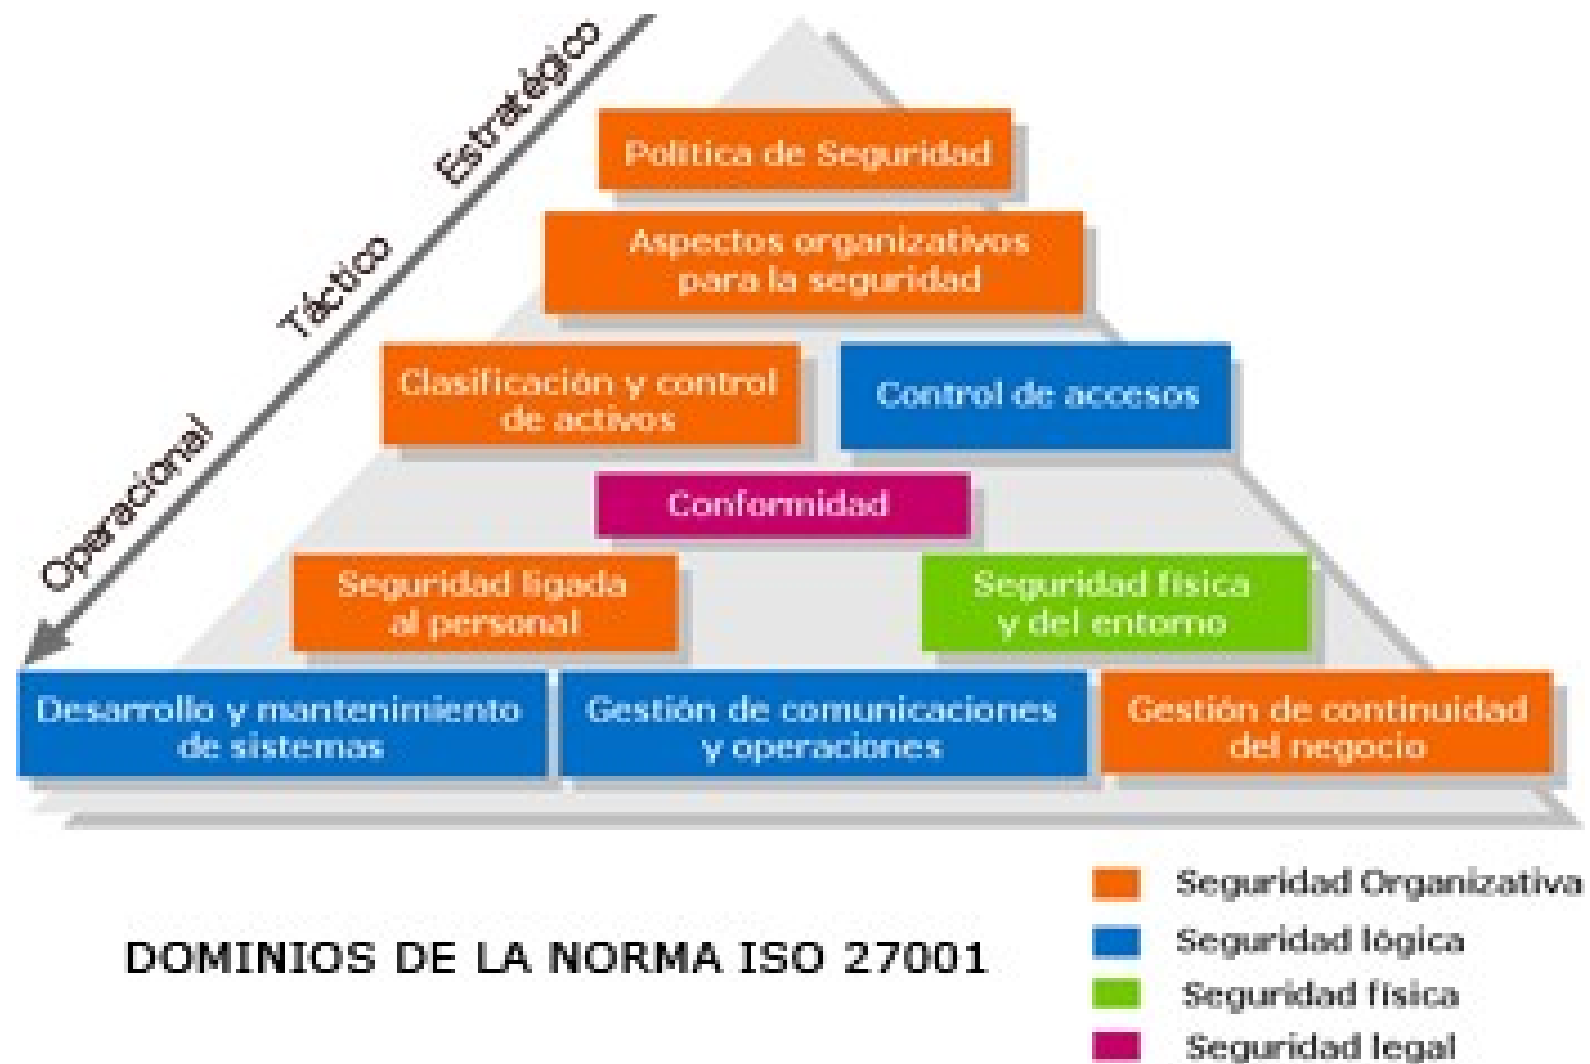 Estratégico
Táctico
Operacional
Política de Seguridad
Aspectos organizativos
para la seguridad
Clasificación y control
de activos
Control de accesos
Conformidad
Seguridad ligada
al personal
Seguridad física
y del entorno
Desarrollo y mantenimiento
de sistemas
Gestión de comunicaciones
y operaciones
Gestión de continuidad
del negocio
DOMINIOS DE LA NORMA ISO 27001
Seguridad Organizativa
Seguridad lógica
Seguridad física
Seguridad legal